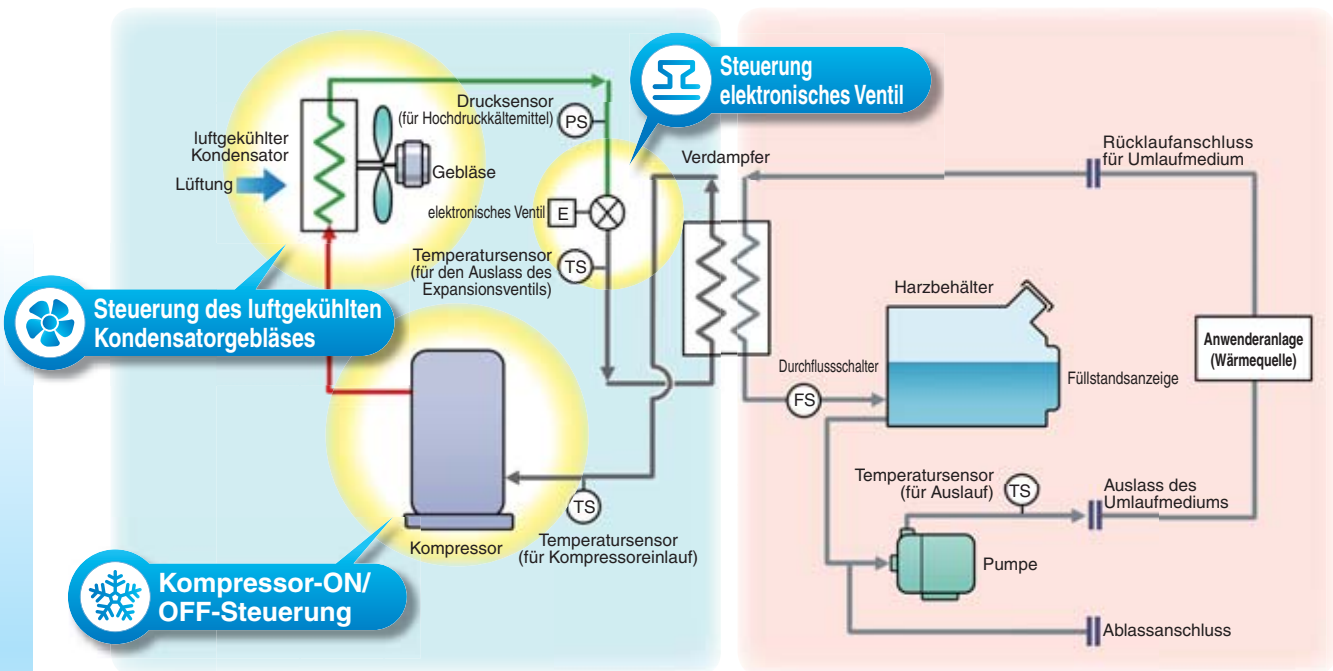 Steuerung
elektronisches Ventil
Drucksensor
(für Hochdruckkältemittel)
PS
luftgekühlter
Kondensator
Lüftung
Gebläse
Verdampfer
Rücklaufanschluss
für Umlaufmedium
elektronisches Ventil
E
Temperatursensor
(für den Auslass des
Expansionsventils)
TS
Steuerung des luftgekühlten
Kondensatorgebläses
Harzbehälter
Anwenderanlage
(Wärmequelle)
Durchflussschalter
FS
Füllstandsanzeige
Temperatursensor
(für Auslauf)
TS
Auslass des
Umlaufmediums
TS
Temperatursensor
(für Kompressoreinlauf)
Kompressor
Pumpe
Kompressor-ON/
OFF-Steuerung
Ablassanschluss